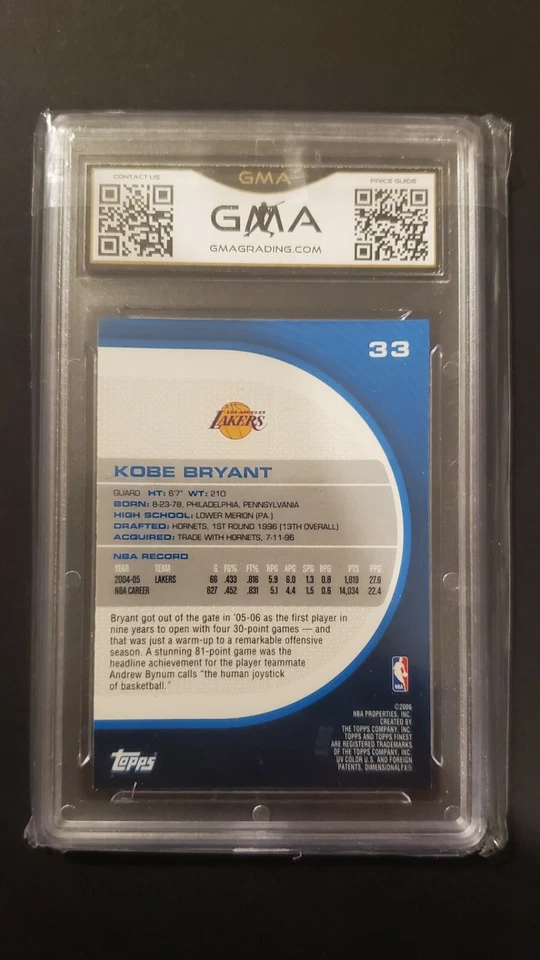 CONTACT US
GMA
PRICE GUIDE
GMA
GMAGRADING.COM
33
LOS ANGELES
LAKERS
KOBE BRYANT
GUARD HT: 6'7" WT: 210
BORN: 8-23-78, PHILADELPHIA, PENNSYLVANIA
HIGH SCHOOL: LOWER MERION (PA.)
DRAFTED: HORNETS, 1ST ROUND 1996 (13TH OVERALL)
ACQUIRED: TRADE WITH HORNETS, 7-11-96
NBA RECORD
YEAR TEAM G FG% FT% RPG APG SPG BPG PTS PPG
2004-05 LAKERS 66 .433 .816 5.9 6.0 1.3 0.8 1,819 27.6
NBA CAREER 627 .452 .831 5.1 4.4 1.5 0.6 14,034 22.4
Bryant got out of the gate in '05-06 as the first player in
nine years to open with four 30-point games — and
that was just a warm-up to a remarkable offensive
season. A stunning 81-point game was the
headline achievement for the player teammate
Andrew Bynum calls "the human joystick
of basketball."
NBA
©2006
NBA PROPERTIES, INC.
CREATED BY
THE TOPPS COMPANY, INC.
TOPPS AND TOPPS FINEST
ARE REGISTERED TRADEMARKS
OF THE TOPPS COMPANY, INC.
UV COLOR U.S. AND FOREIGN
PATENTS. DIMENSIONALFX®
Topps